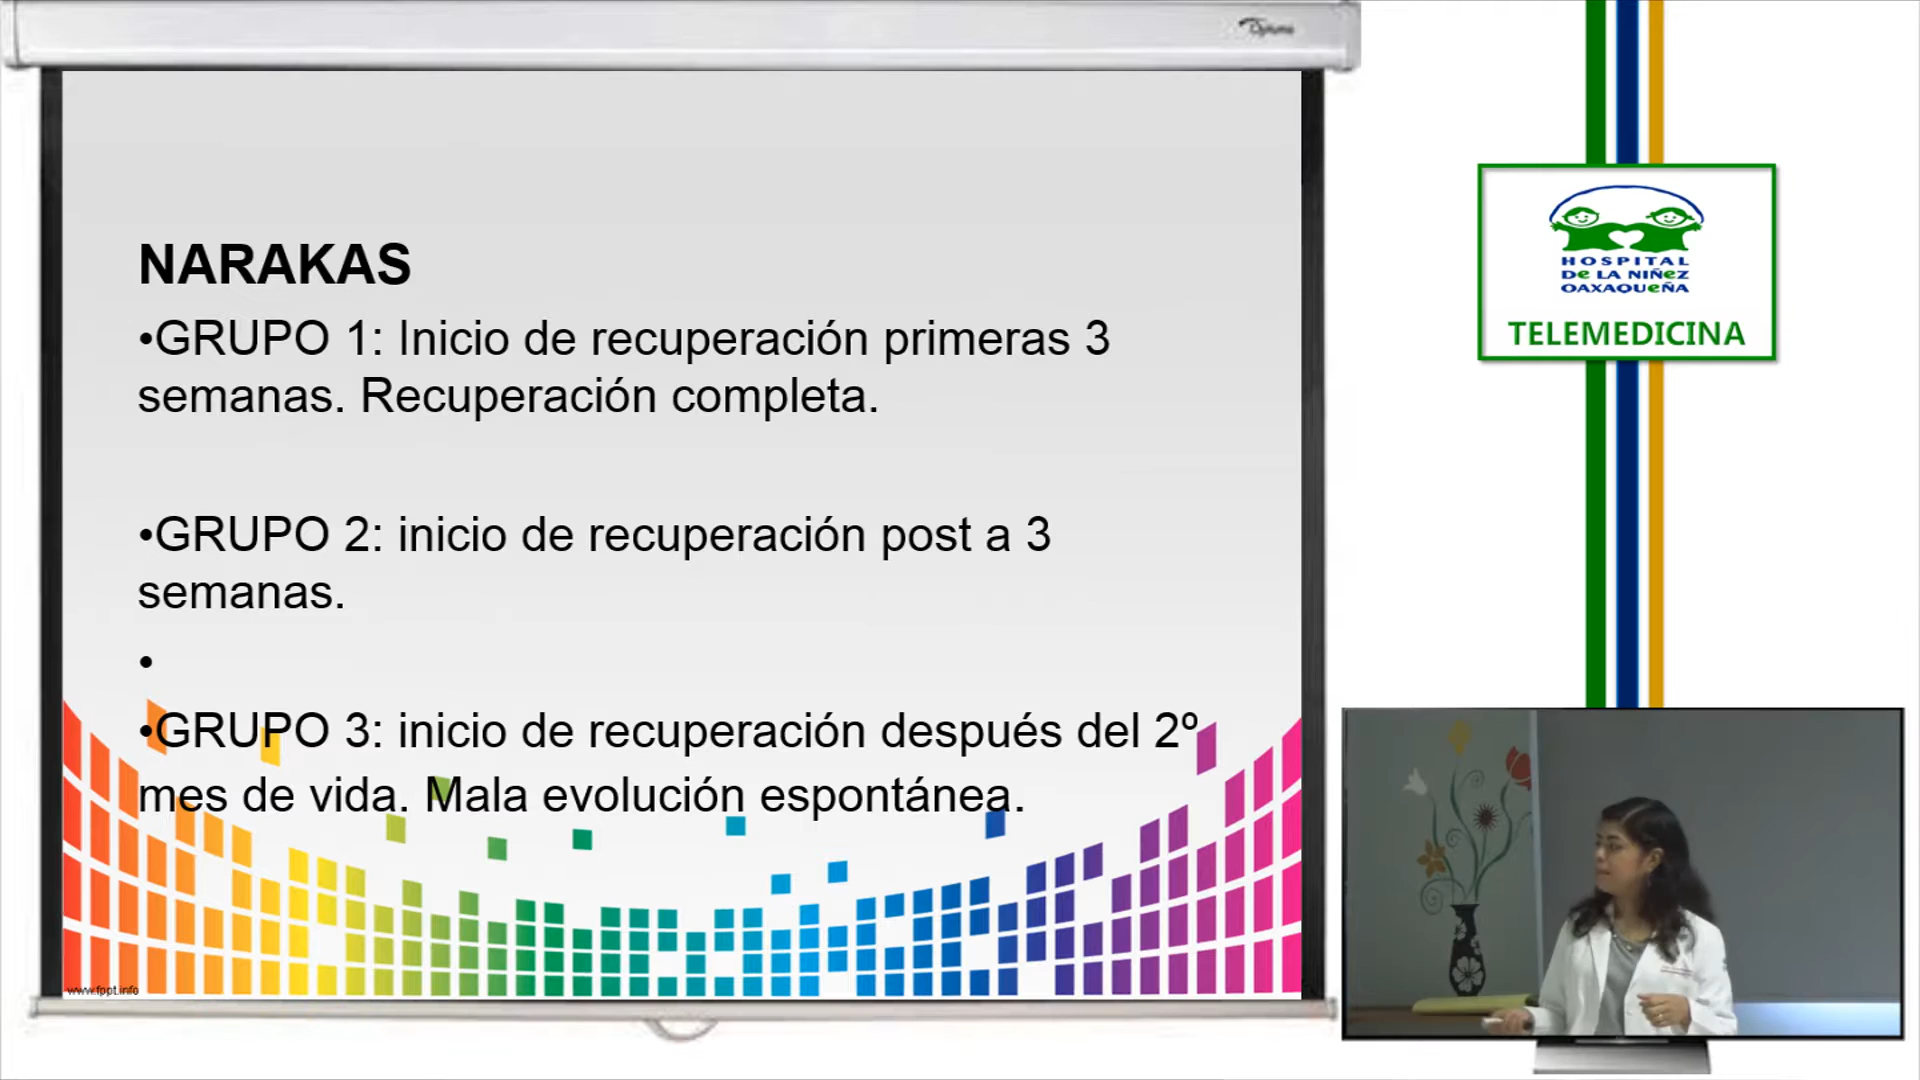 NARAKAS
•GRUPO 1: Inicio de recuperación primeras 3
semanas. Recuperación completa.
•GRUPO 2: inicio de recuperación post a 3
semanas.
•
•GRUPO 3: inicio de recuperación después del 2º
mes de vida. Mala evolución espontánea.
www.fppt.info
HOSPITAL
De LA NIÑeZ
OAXAQUeÑA
TELEMEDICINA